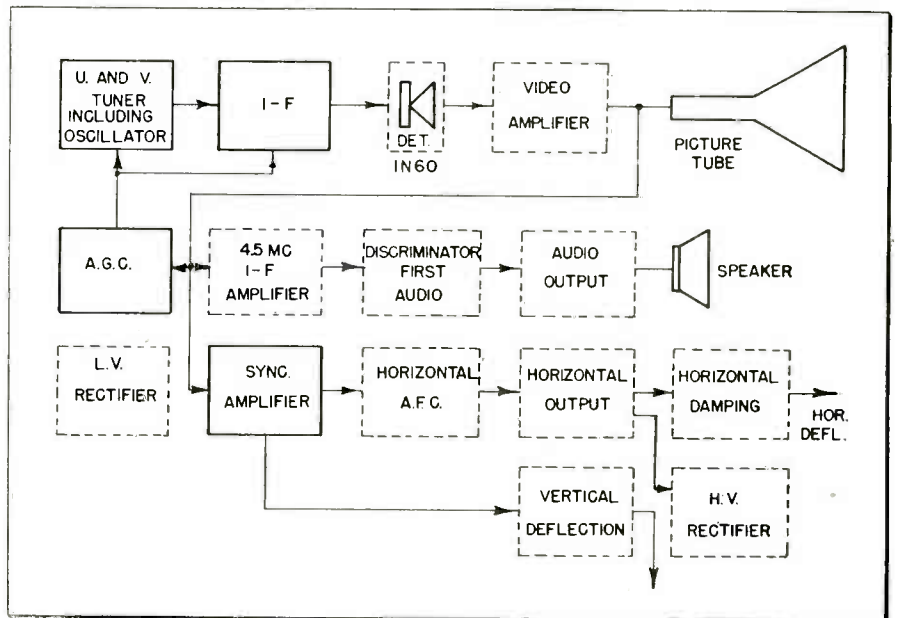 U. AND V.
TUNER
INCLUDING
OSCILLATOR
I-F
DET.
IN60
VIDEO
AMPLIFIER
PICTURE
TUBE
A.G.C.
4.5 MC
I-F
AMPLIFIER
DISCRIMINATOR
FIRST
AUDIO
AUDIO
OUTPUT
SPEAKER
L.V.
RECTIFIER
SYNC.
AMPLIFIER
HORIZONTAL
A.F.C.
HORIZONTAL
OUTPUT
HORIZONTAL
DAMPING
HOR.
DEFL.
VERTICAL
DEFLECTION
H.V.
RECTIFIER